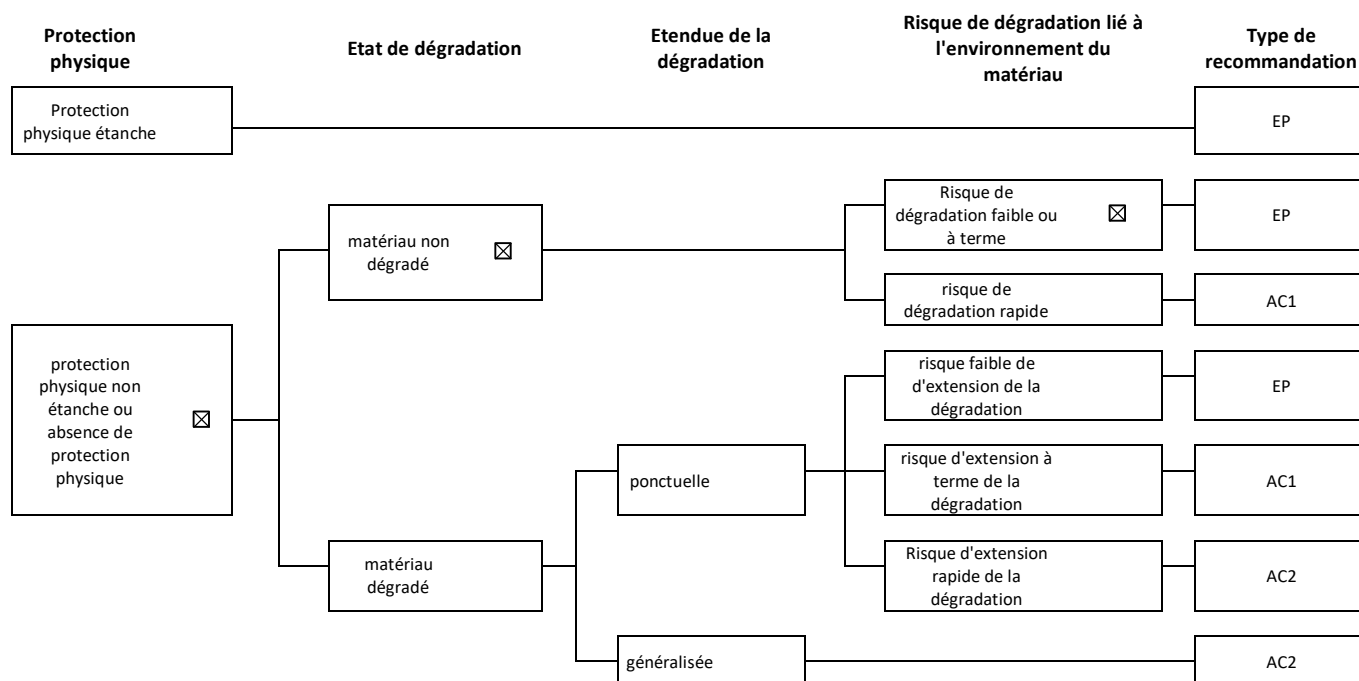 Protection
physique
Etat de dégradation
Etendue de la
dégradation
Risque de dégradation lié à
l'environnement du
matériau
Type de
recommandation
Protection
physique étanche
EP
protection
physique non
étanche ou
absence de
protection
physique
☒
matériau non
dégradé
☒
Risque de
dégradation faible ou
à terme
☒
EP
risque de
dégradation rapide
AC1
matériau
dégradé
ponctuelle
risque faible de
d'extension de la
dégradation
EP
risque d'extension à
terme de la
dégradation
AC1
Risque d'extension
rapide de la
dégradation
AC2
généralisée
AC2